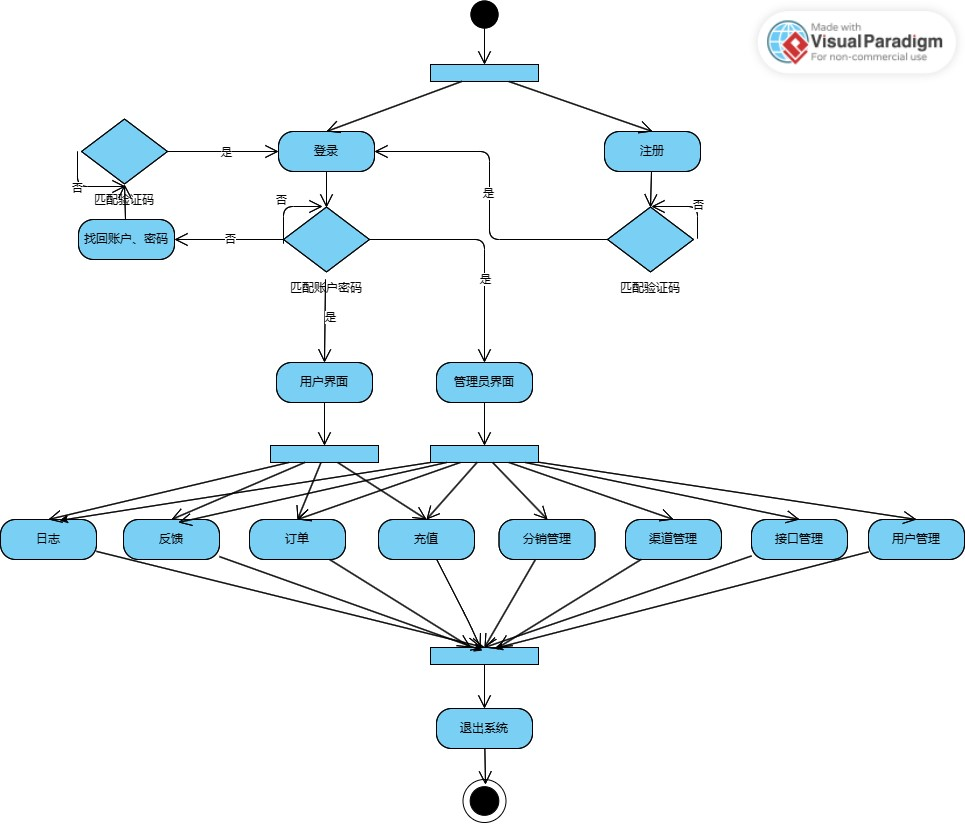 Made with
Visual Paradigm
For non-commercial use
登录
注册
是
否
匹配验证码
否
否
是
找回账户、密码
否
是
匹配账户密码
匹配验证码
是
用户界面
管理员界面
日志
反馈
订单
充值
分销管理
渠道管理
接口管理
用户管理
退出系统